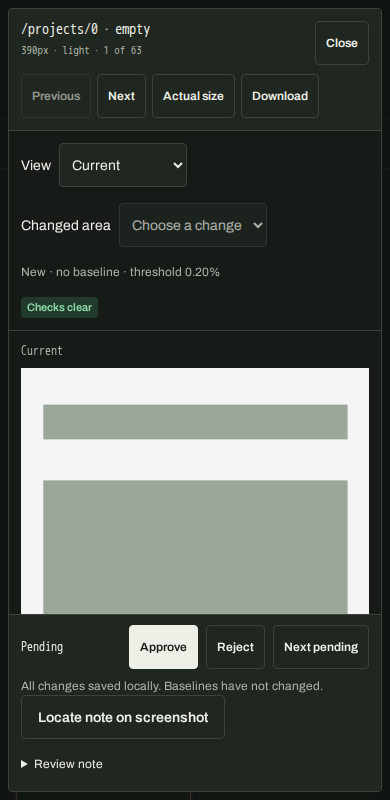 /projects/0 · empty
390px · light · 1 of 63
Close
Previous
Next
Actual size
Download
View
Current
Changed area
Choose a change
New · no baseline · threshold 0.20%
Checks clear
Current
Pending
Approve
Reject
Next pending
All changes saved locally. Baselines have not changed.
Locate note on screenshot
Review note